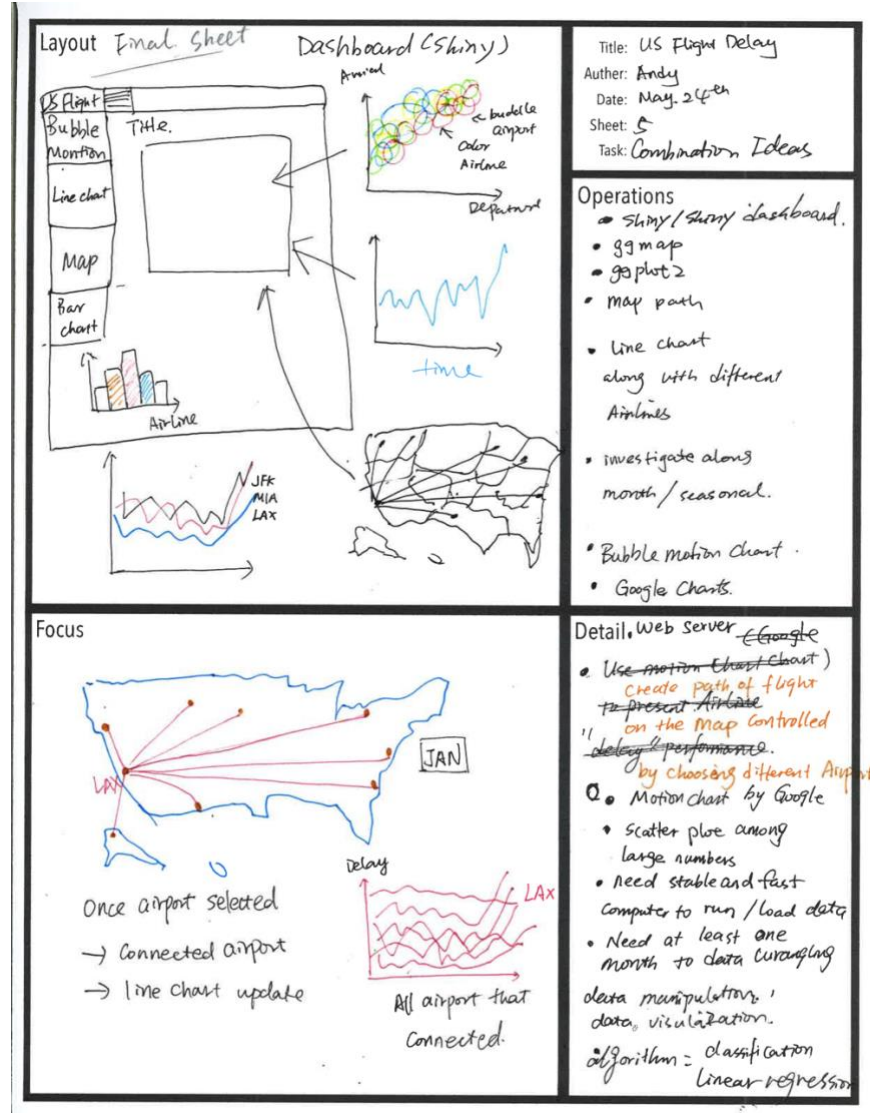 Layout Final Sheet
Dashboard (Shiny)
US Flight
Bubble
Montion
Line chart
Map
Bar
chart
Title.
Airline
Arrival
buddle
airport
Color
Airline
Departure
time
JFK
MIA
LAX
Title: US Flight Delay
Auther: Andy
Date: May. 24th
Sheet: 5
Task: Combination Ideas
Operations
• Shiny/shiny dashboard.
• ggmap
• ggplot2
• map path
• Line chart
along with different
Airlines
• investigate along
month/seasonal.
• Bubble motion Chart.
• Google Charts.
Focus
LAX
JAN
Once airport selected
→ Connected airport
→ line chart update
Delay
LAX
All airport that
Connected.
Detail. Web Server (Google
• Use motion Chart Chart)
Create path of flight
to present Airline
on the Map Controlled
"delay" performance.
by choosing different Airport
• Motion chart by Google
• Scatter plot among
large numbers
• need stable and fast
Computer to run/load data
• Need at least one
month to data
data manipulation,
data visulization.
algorithm = classification
linear regression